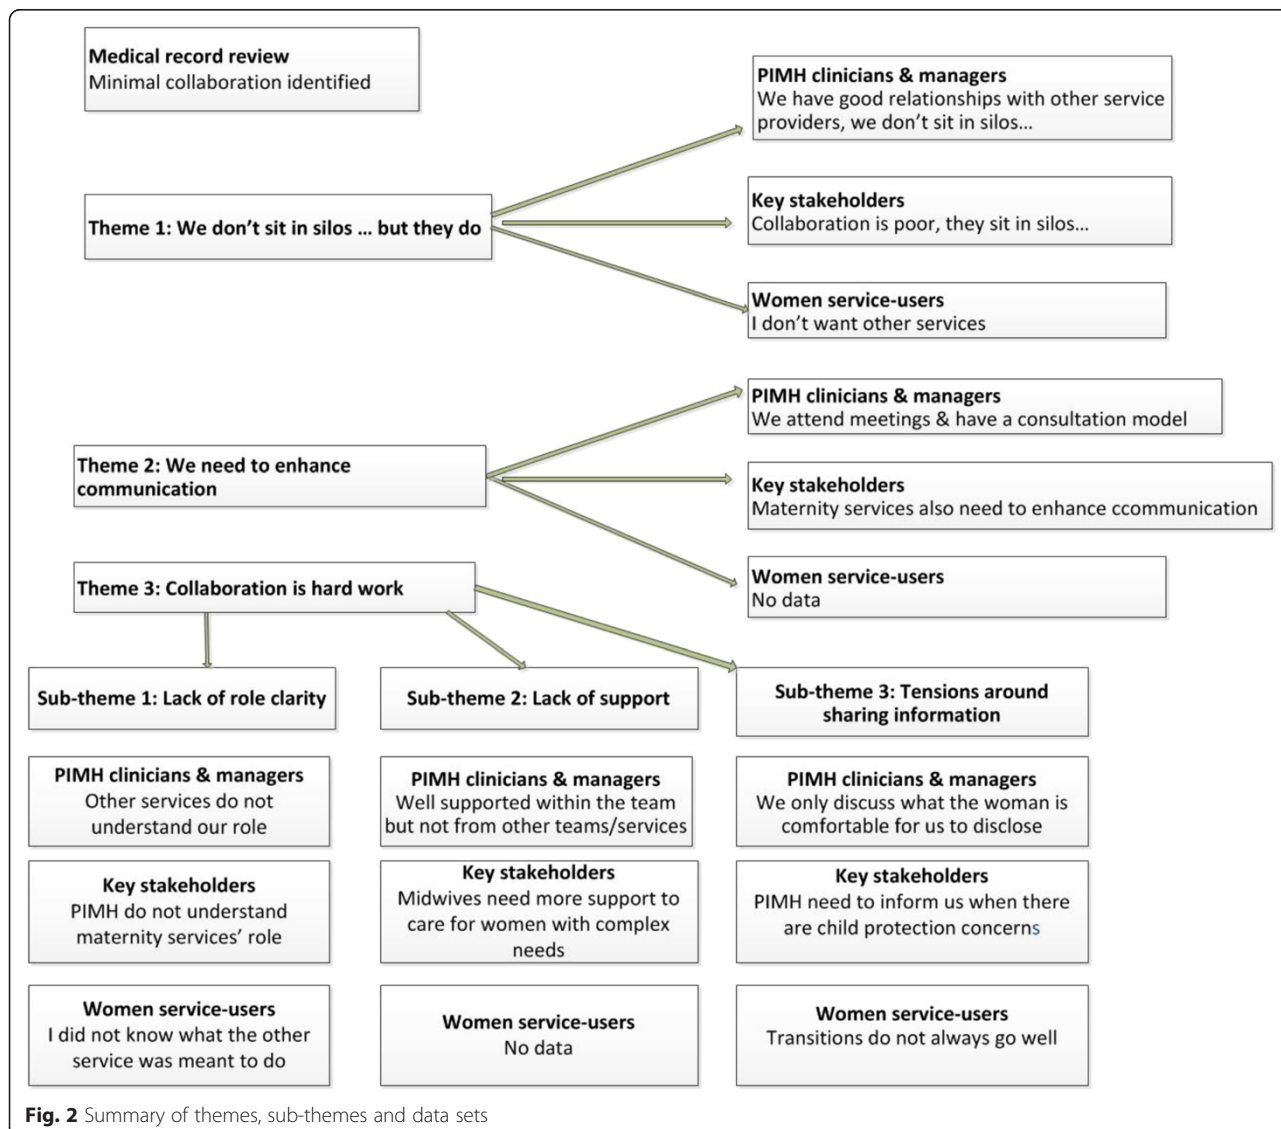 Medical record review
Minimal collaboration identified
PIMH clinicians & managers
We have good relationships with other service
providers, we don't sit in silos...
Theme 1: We don't sit in silos ... but they do
Key stakeholders
Collaboration is poor, they sit in silos...
Women service-users
I don't want other services
PIMH clinicians & managers
We attend meetings & have a consultation model
Theme 2: We need to enhance
communication
Key stakeholders
Maternity services also need to enhance ccommunication
Women service-users
No data
Theme 3: Collaboration is hard work
Sub-theme 1: Lack of role clarity
Sub-theme 2: Lack of support
Sub-theme 3: Tensions around
sharing information
PIMH clinicians & managers
Other services do not
understand our role
PIMH clinicians & managers
Well supported within the team
but not from other teams/services
PIMH clinicians & managers
We only discuss what the woman is
comfortable for us to disclose
Key stakeholders
PIMH do not understand
maternity services' role
Key stakeholders
Midwives need more support to
care for women with complex
needs
Key stakeholders
PIMH need to inform us when there
are child protection concerns
Women service-users
I did not know what the other
service was meant to do
Women service-users
No data
Women service-users
Transitions do not always go well
Fig. 2 Summary of themes, sub-themes and data sets